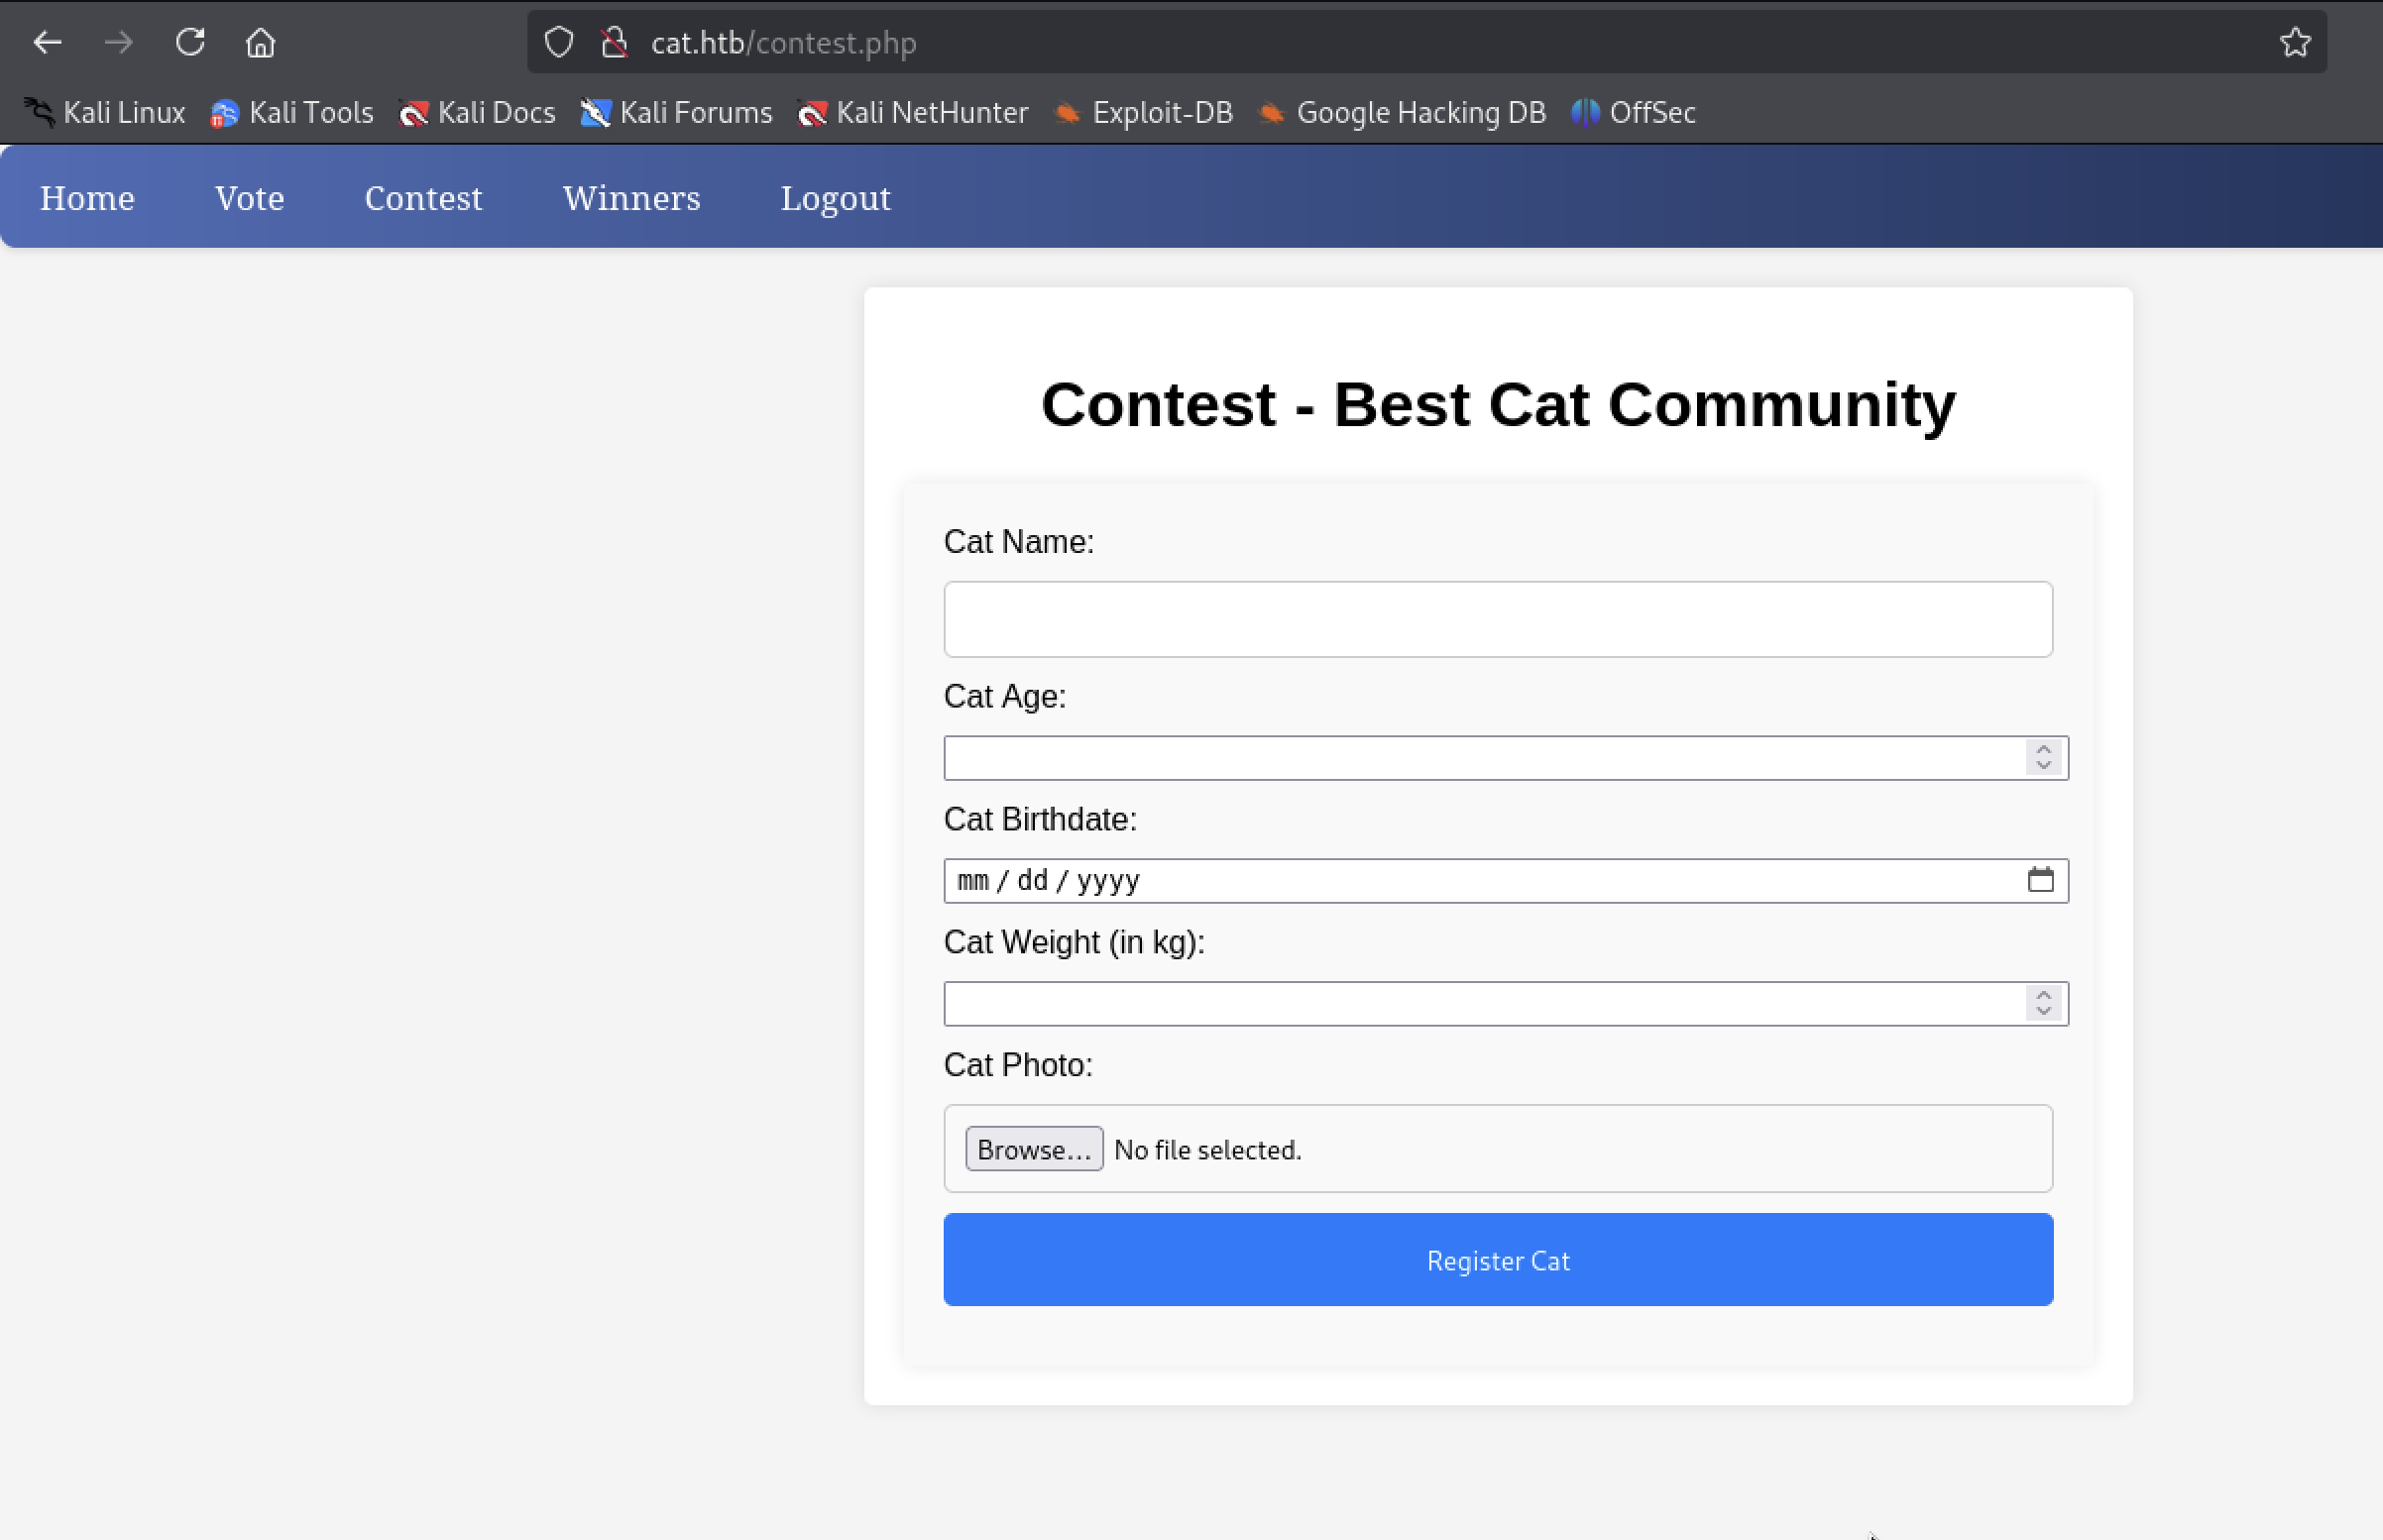 cat.htb/contest.php
Kali Linux Kali Tools Kali Docs Kali Forums Kali NetHunter Exploit-DB Google Hacking DB OffSec
Home Vote Contest Winners Logout
Contest - Best Cat Community
Cat Name:
Cat Age:
Cat Birthdate:
mm / dd / yyyy
Cat Weight (in kg):
Cat Photo:
Browse... No file selected.
Register Cat